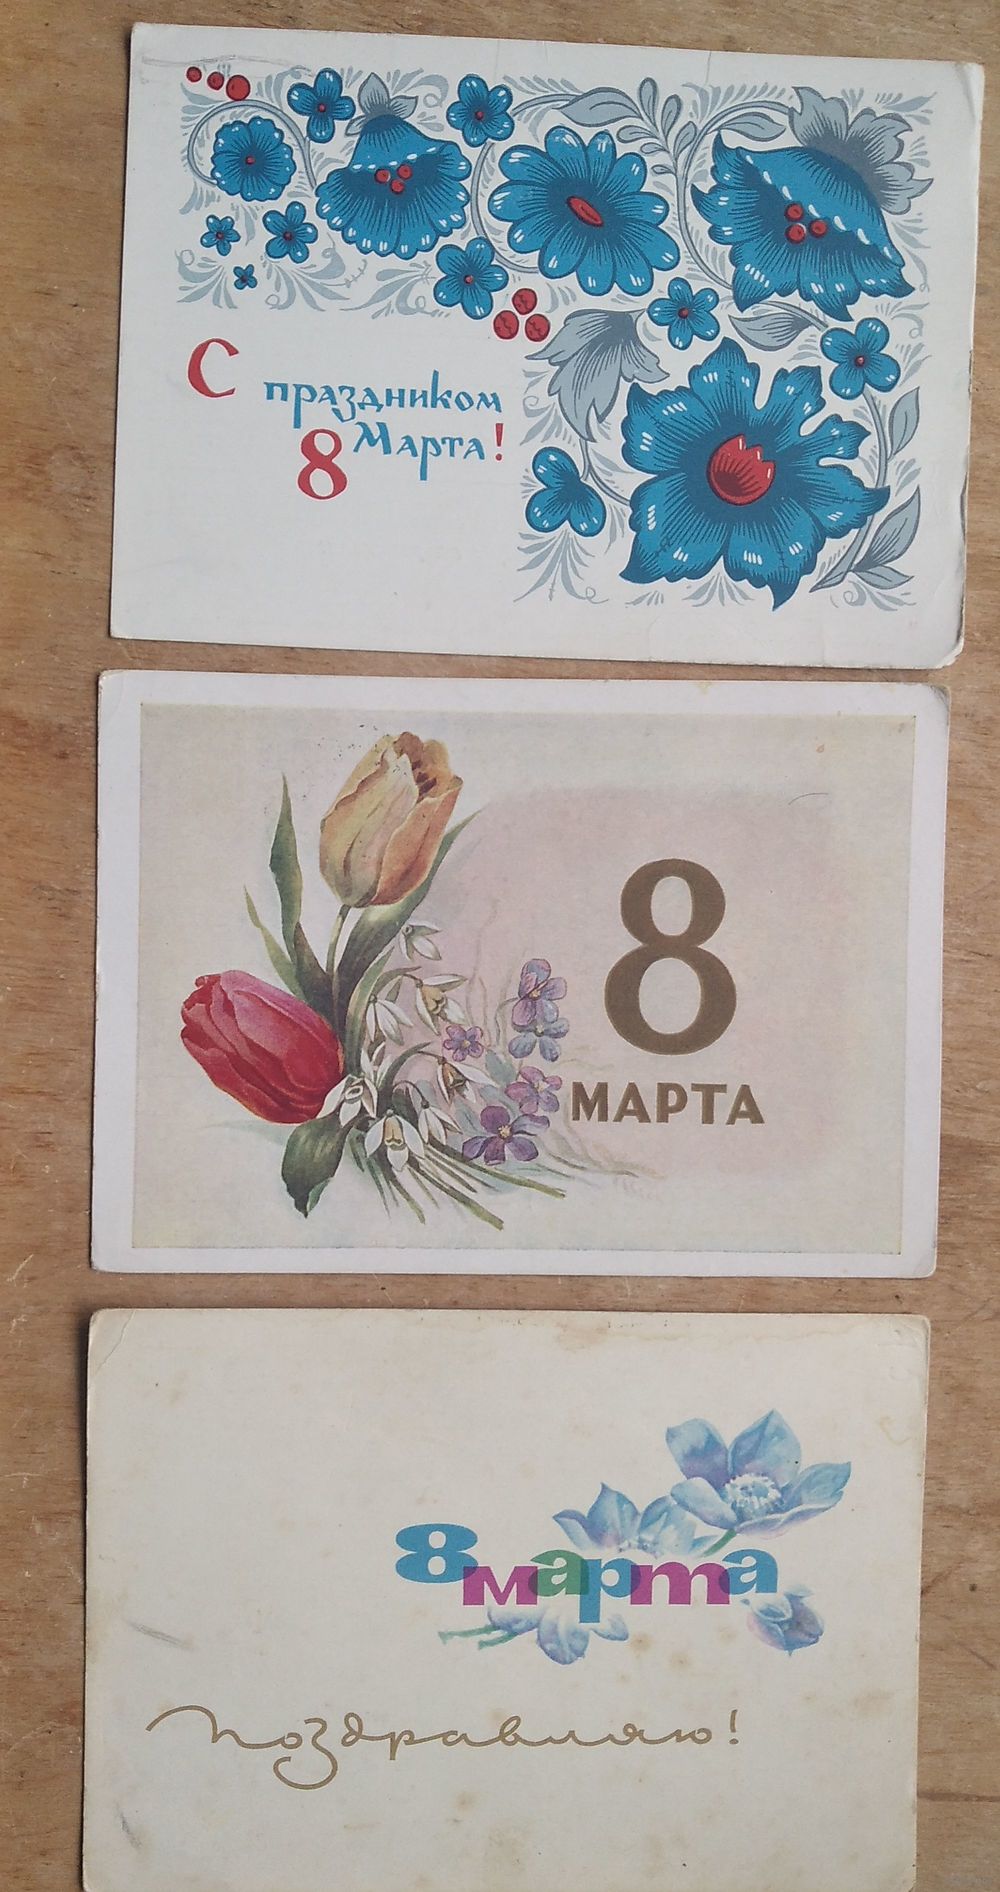 С праздником
8 Марта!
8
МАРТА
8 марта
Поздравляю!